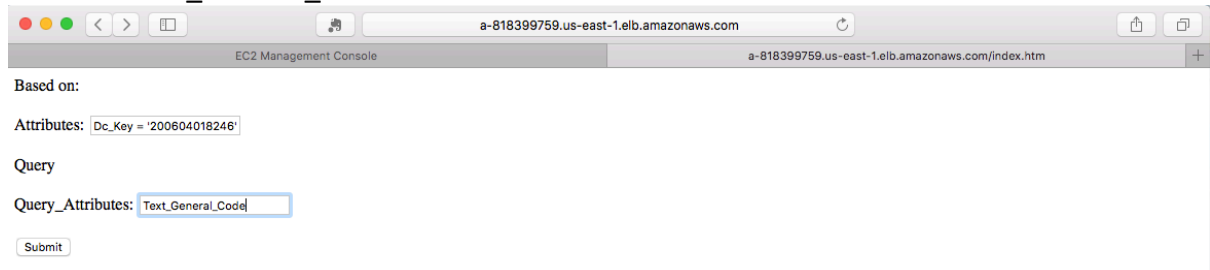 a-818399759.us-east-1.elb.amazonaws.com
EC2 Management Console
a-818399759.us-east-1.elb.amazonaws.com/index.htm
Based on:
Attributes: Dc_Key = '200604018246'
Query
Query_Attributes: Text_General_Code
Submit